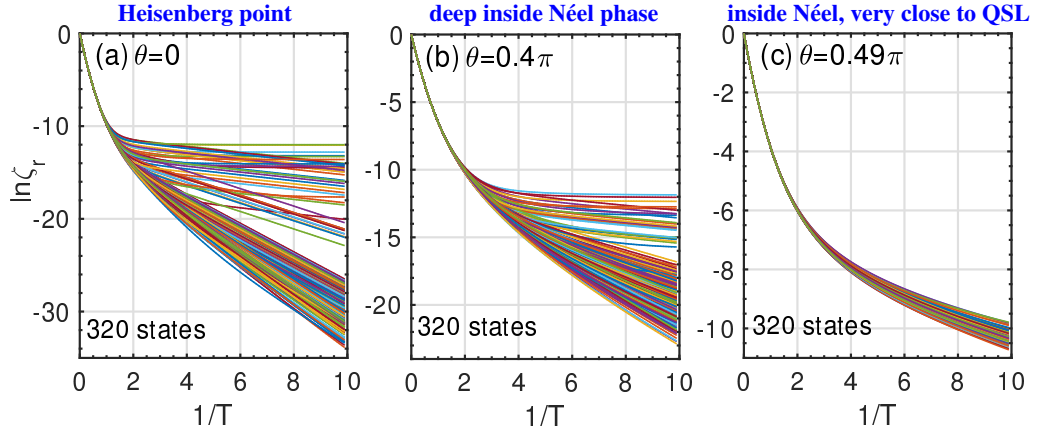 Heisenberg point
deep inside Néel phase
inside Néel, very close to QSL
(a) θ=0
(b) θ=0.4π
(c) θ=0.49π
0
-10
-20
-30
lnζr
320 states
0 2 4 6 8 10
1/T
0
-5
-10
-15
-20
320 states
0 2 4 6 8 10
1/T
0
-2
-4
-6
-8
-10
320 states
0 2 4 6 8 10
1/T